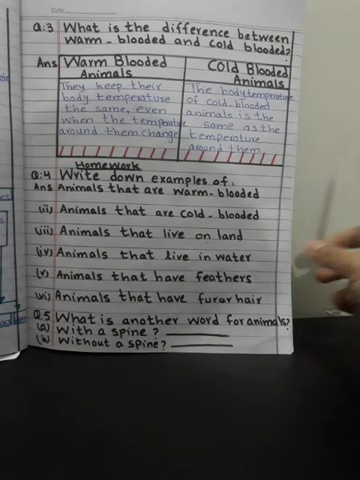 Q:3 What is the difference between
warm-blooded and cold blooded?
Ans Warm Blooded Animals
They keep their
body temperature
the same, even
when the temperature
around them change
Cold Blooded
Animals
The body temperature
of cold-blooded
animals is the
same as the
temperature
around them
Homework
Q:4 Write down examples of.
Ans Animals that are warm-blooded
(ii) Animals that are cold-blooded
(iii) Animals that live on land
(iv) Animals that live in water
(v) Animals that have feathers
(vi) Animals that have fur or hair
Q.5 What is another word for animals?
(a) With a spine?
(b) Without a spine?